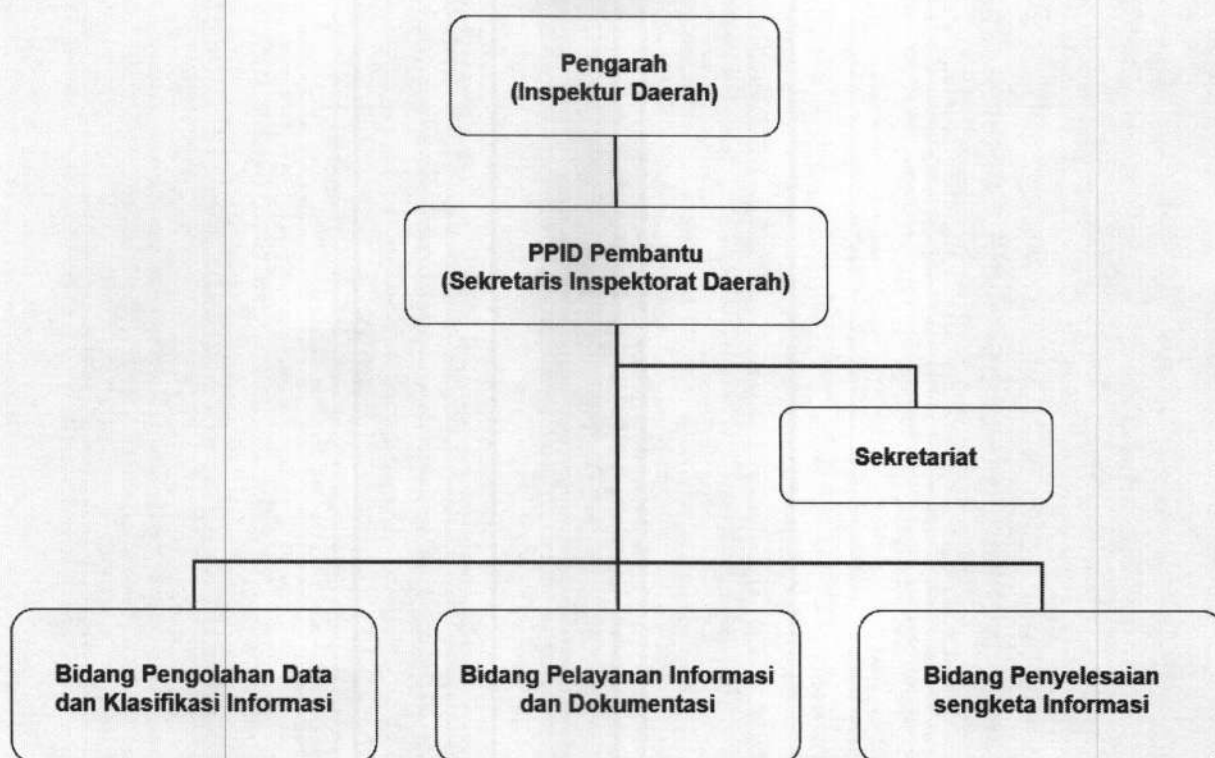 Pengarah
(Inspektur Daerah)
PPID Pembantu
(Sekretaris Inspektorat Daerah)
Sekretariat
Bidang Pengolahan Data
dan Klasifikasi Informasi
Bidang Pelayanan Informasi
dan Dokumentasi
Bidang Penyelesaian
sengketa Informasi